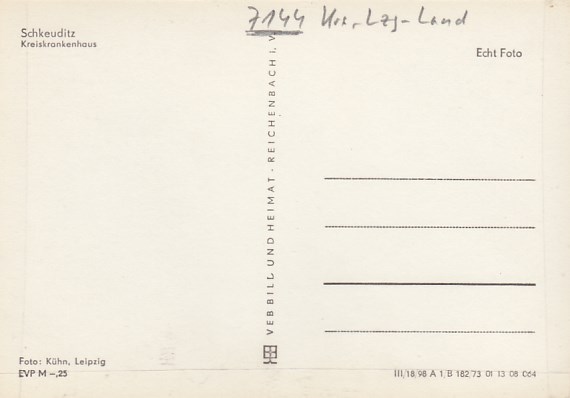 7144 Krs. Lzg-Land
Schkeuditz
Kreiskrankenhaus
Echt Foto
VEB BILD UND HEIMAT · REICHENBACH I. V
Foto: Kühn, Leipzig
EVP M –,25
III/18/98 A 1/B 182/73 01 13 08 064